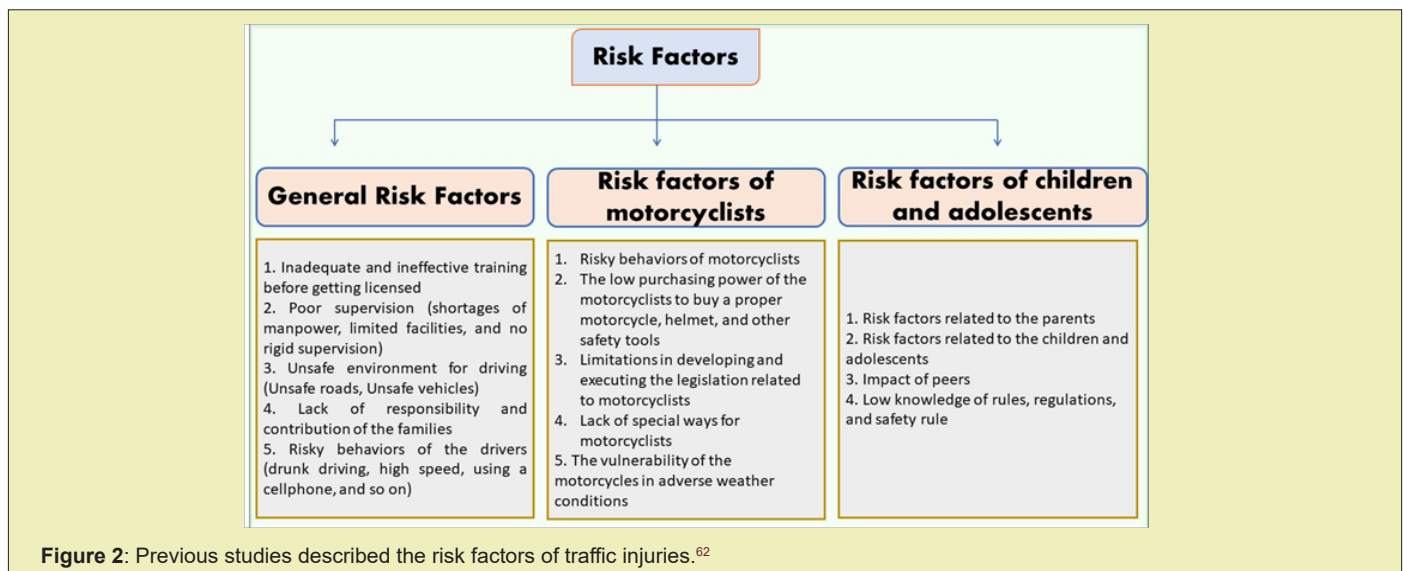 Risk Factors
General Risk Factors
1. Inadequate and ineffective training
before getting licensed
2. Poor supervision (shortages of
manpower, limited facilities, and no
rigid supervision)
3. Unsafe environment for driving
(Unsafe roads, Unsafe vehicles)
4. Lack of responsibility and
contribution of the families
5. Risky behaviors of the drivers
(drunk driving, high speed, using a
cellphone, and so on)
Risk factors of
motorcyclists
1. Risky behaviors of motorcyclists
2. The low purchasing power of the
motorcyclists to buy a proper
motorcycle, helmet, and other
safety tools
3. Limitations in developing and
executing the legislation related
to motorcyclists
4. Lack of special ways for
motorcyclists
5. The vulnerability of the
motorcycles in adverse weather
conditions
Risk factors of children
and adolescents
1. Risk factors related to the parents
2. Risk factors related to the children and
adolescents
3. Impact of peers
4. Low knowledge of rules, regulations,
and safety rule
Figure 2: Previous studies described the risk factors of traffic injuries.62